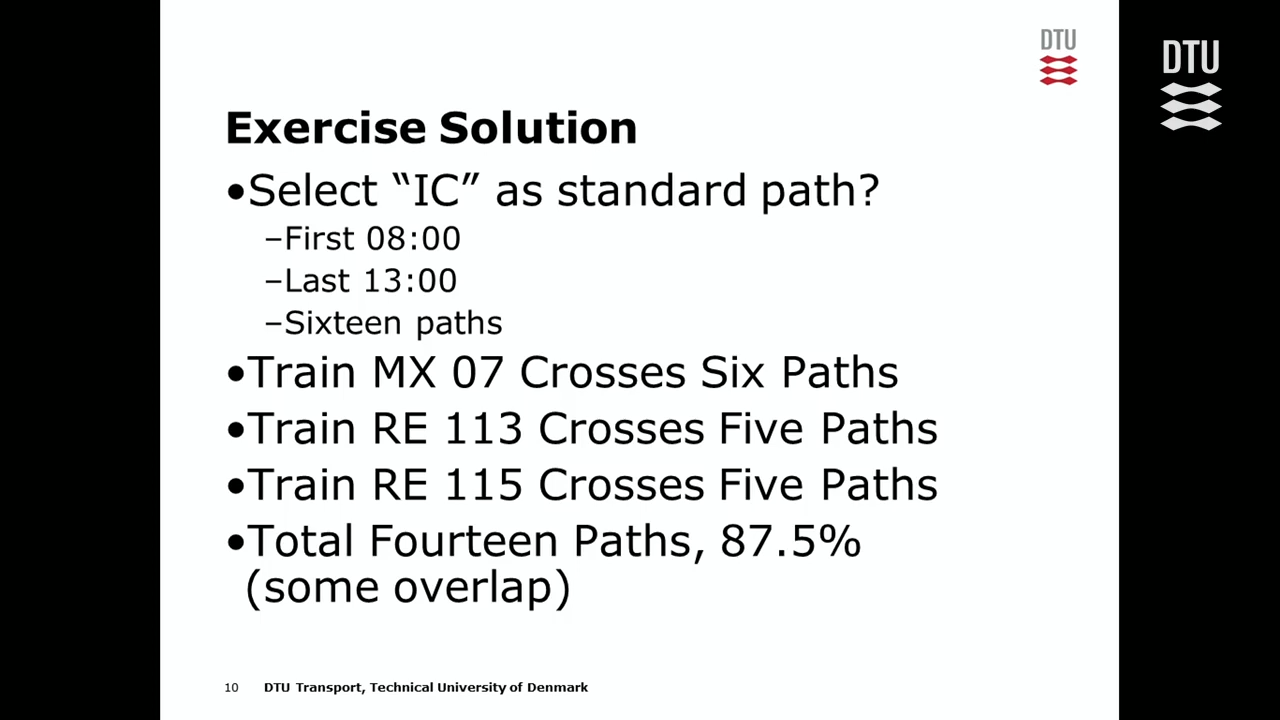 DTU
DTU
Exercise Solution
•Select “IC” as standard path?
–First 08:00
–Last 13:00
–Sixteen paths
•Train MX 07 Crosses Six Paths
•Train RE 113 Crosses Five Paths
•Train RE 115 Crosses Five Paths
•Total Fourteen Paths, 87.5%
(some overlap)
10 DTU Transport, Technical University of Denmark